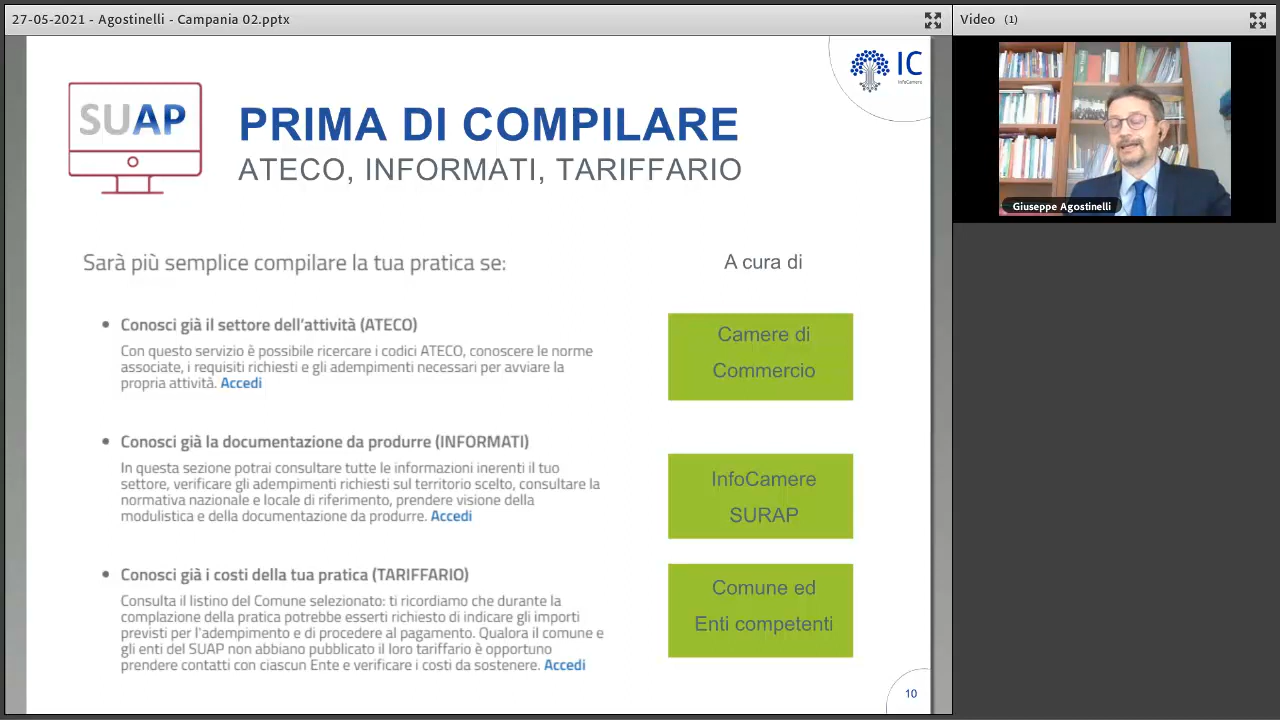 27-05-2021 - Agostinelli - Campania 02.pptx
Video (1)
IC
InfoCamere
SUAP
PRIMA DI COMPILARE
ATECO, INFORMATI, TARIFFARIO
Giuseppe Agostinelli
Sarà più semplice compilare la tua pratica se:
A cura di
• Conosci già il settore dell'attività (ATECO)
Con questo servizio è possibile ricercare i codici ATECO, conoscere le norme
associate, i requisiti richiesti e gli adempimenti necessari per avviare la
propria attività. Accedi
Camere di
Commercio
• Conosci già la documentazione da produrre (INFORMATI)
In questa sezione potrai consultare tutte le informazioni inerenti il tuo
settore, verificare gli adempimenti richiesti sul territorio scelto, consultare la
normativa nazionale e locale di riferimento, prendere visione della
modulistica e della documentazione da produrre. Accedi
InfoCamere
SURAP
• Conosci già i costi della tua pratica (TARIFFARIO)
Consulta il listino del Comune selezionato: ti ricordiamo che durante la
complazione della pratica potrebbe esserti richiesto di indicare gli importi
previsti per l'adempimento e di procedere al pagamento. Qualora il comune e
gli enti del SUAP non abbiano pubblicato il loro tariffario è opportuno
prendere contatti con ciascun Ente e verificare i costi da sostenere. Accedi
Comune ed
Enti competenti
10